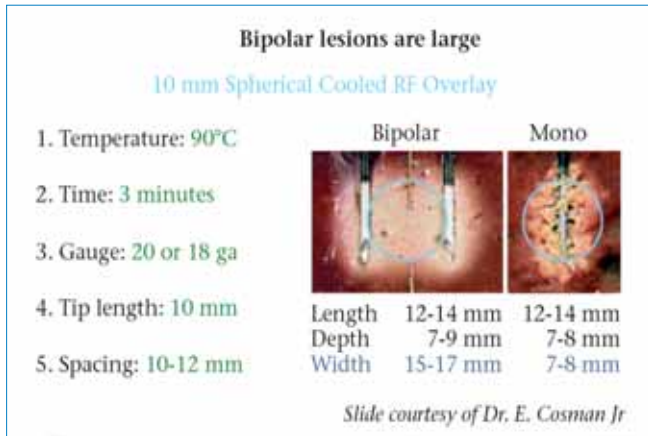 Bipolar lesions are large
10 mm Spherical Cooled RF Overlay
1. Temperature: 90°C
2. Time: 3 minutes
3. Gauge: 20 or 18 ga
4. Tip length: 10 mm
5. Spacing: 10-12 mm
Bipolar Mono
Length 12-14 mm 12-14 mm
Depth 7-9 mm 7-8 mm
Width 15-17 mm 7-8 mm
Slide courtesy of Dr. E. Cosman Jr